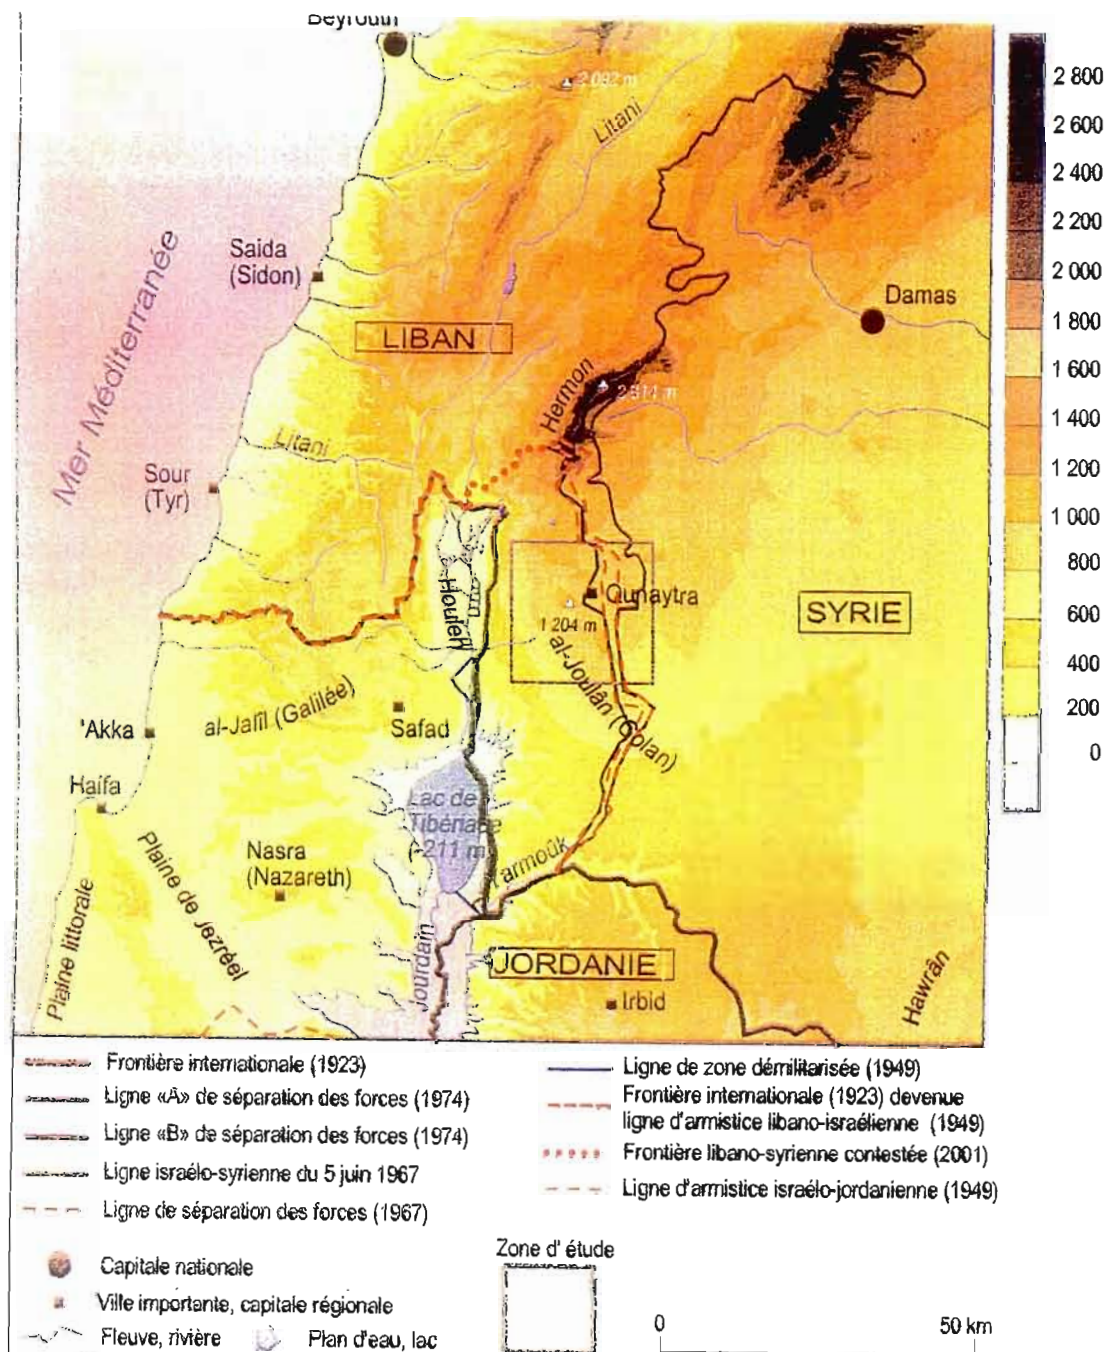 Beyrouth
2 092 m
Litani
2 800
2 600
2 400
2 200
2 000
1 800
1 600
1 400
1 200
1 000
800
600
400
200
0
Mer Méditerranée
Saida
(Sidon)
LIBAN
Damas
Hermon
2 814 m
Litani
Sour
(Tyr)
Houleh
Qunaytra
1 204 m
SYRIE
al-Joulân (Golan)
al-Jalîl (Galilée)
Safad
'Akka
Haïfa
Lac de
Tibériade
-211 m
Yarmoûk
Nasra
(Nazareth)
Plaine de Jezréel
Plaine littorale
Jourdain
JORDANIE
Irbid
Hawrân
Frontière internationale (1923)
Ligne «A» de séparation des forces (1974)
Ligne «B» de séparation des forces (1974)
Ligne israélo-syrienne du 5 juin 1967
Ligne de séparation des forces (1967)
Capitale nationale
Ville importante, capitale régionale
Fleuve, rivière
Plan d'eau, lac
Ligne de zone démilitarisée (1949)
Frontière internationale (1923) devenue
ligne d'armistice libano-israélienne (1949)
Frontière libano-syrienne contestée (2001)
Ligne d'armistice israélo-jordanienne (1949)
Zone d' étude
0
50 km